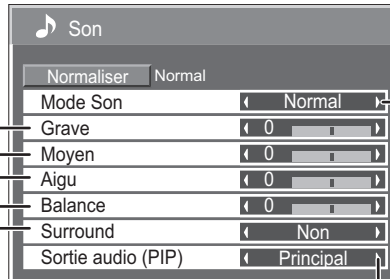 Son
Normaliser Normal
Mode Son Normal
Grave 0
Moyen 0
Aigu 0
Balance 0
Surround Non
Sortie audio (PIP) Principal